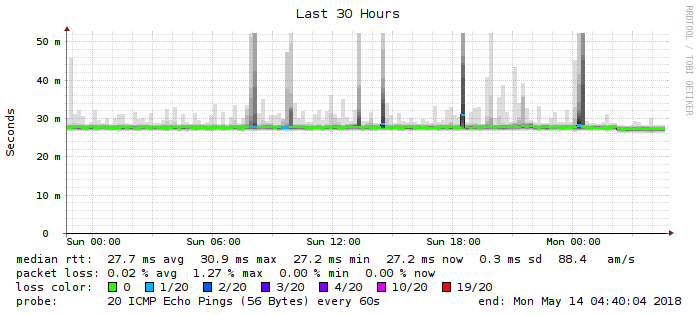 Last 30 Hours
RRDTOOL / TOBI OETIKER
Seconds
50 m
40 m
30 m
20 m
10 m
0
Sun 00:00 Sun 06:00 Sun 12:00 Sun 18:00 Mon 00:00
median rtt: 27.7 ms avg 30.9 ms max 27.2 ms min 27.2 ms now 0.3 ms sd 88.4 am/s
packet loss: 0.02 % avg 1.27 % max 0.00 % min 0.00 % now
loss color: 0 1/20 2/20 3/20 4/20 10/20 19/20
probe: 20 ICMP Echo Pings (56 Bytes) every 60s end: Mon May 14 04:40:04 2018